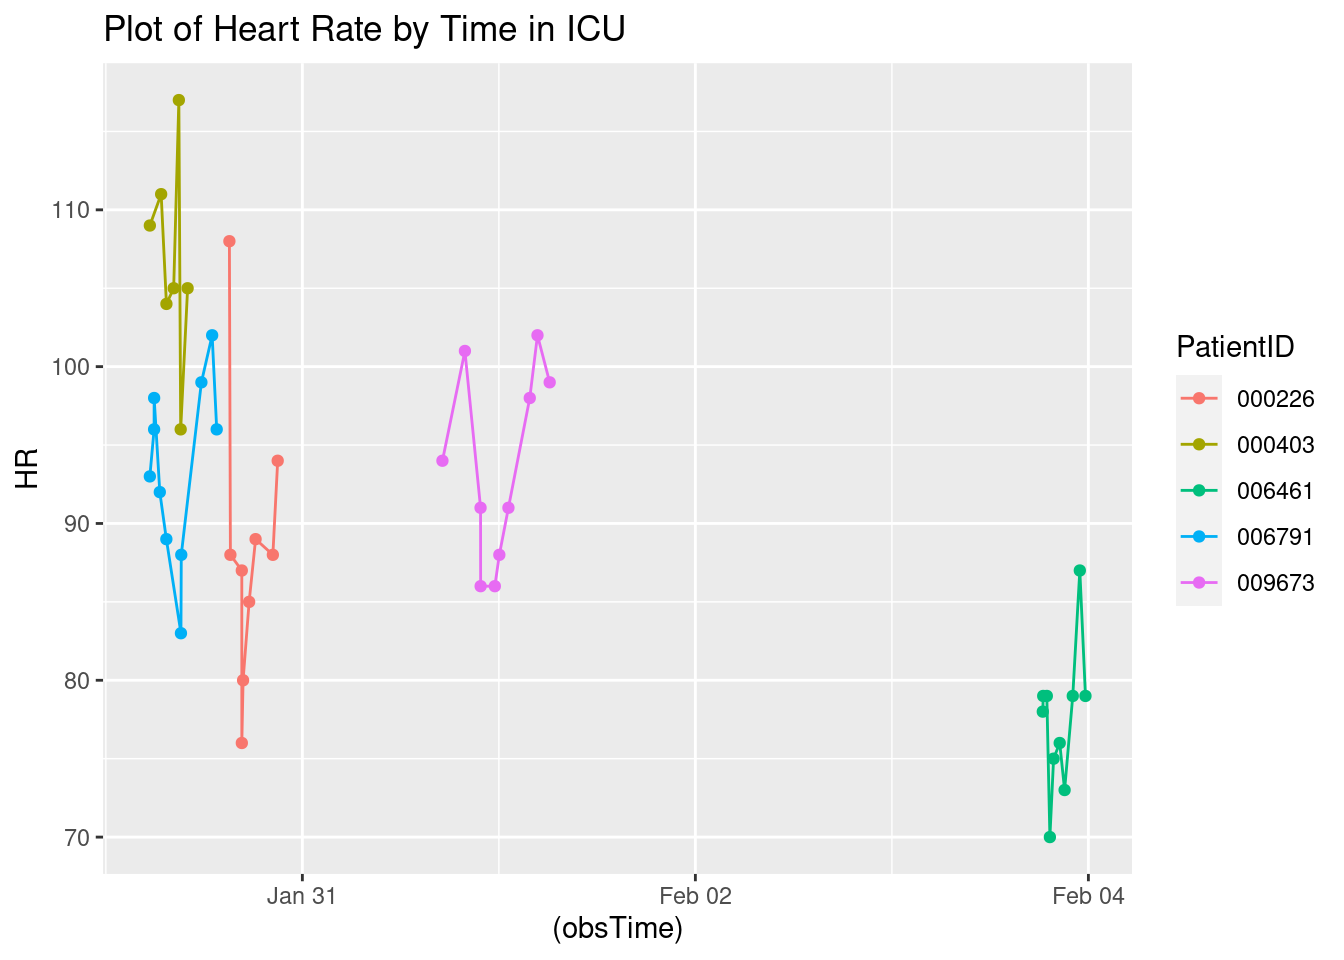 Plot of Heart Rate by Time in ICU
110
100
90
80
70
HR
Jan 31
Feb 02
Feb 04
(obsTime)
PatientID
000226
000403
006461
006791
009673